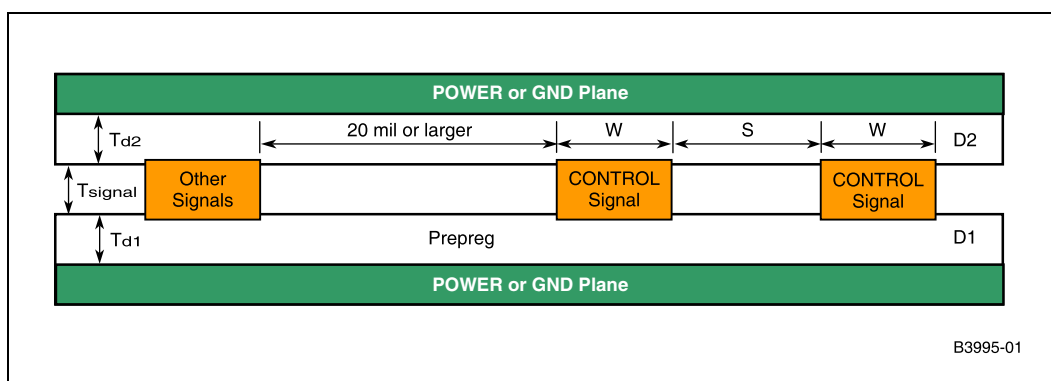 POWER or GND Plane
Td2
20 mil or larger
W
S
W
D2
Tsignal
Other
Signals
CONTROL
Signal
CONTROL
Signal
Td1
Prepreg
D1
POWER or GND Plane
B3995-01